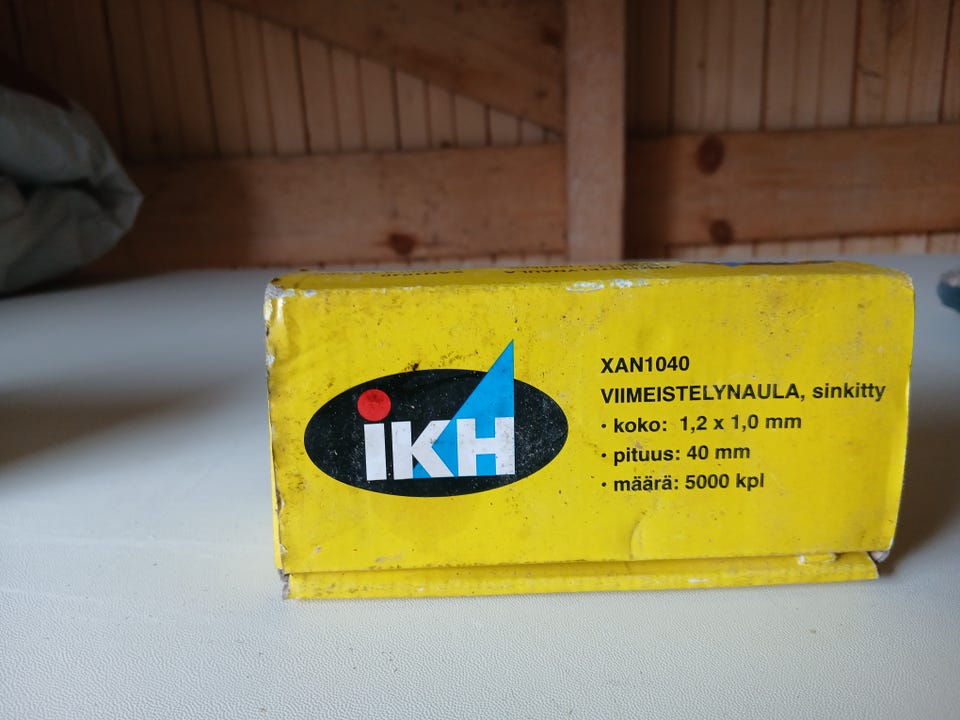 iKH
XAN1040
VIIMEISTELYNAULA, sinkitty
• koko: 1,2 x 1,0 mm
• pituus: 40 mm
• määrä: 5000 kpl